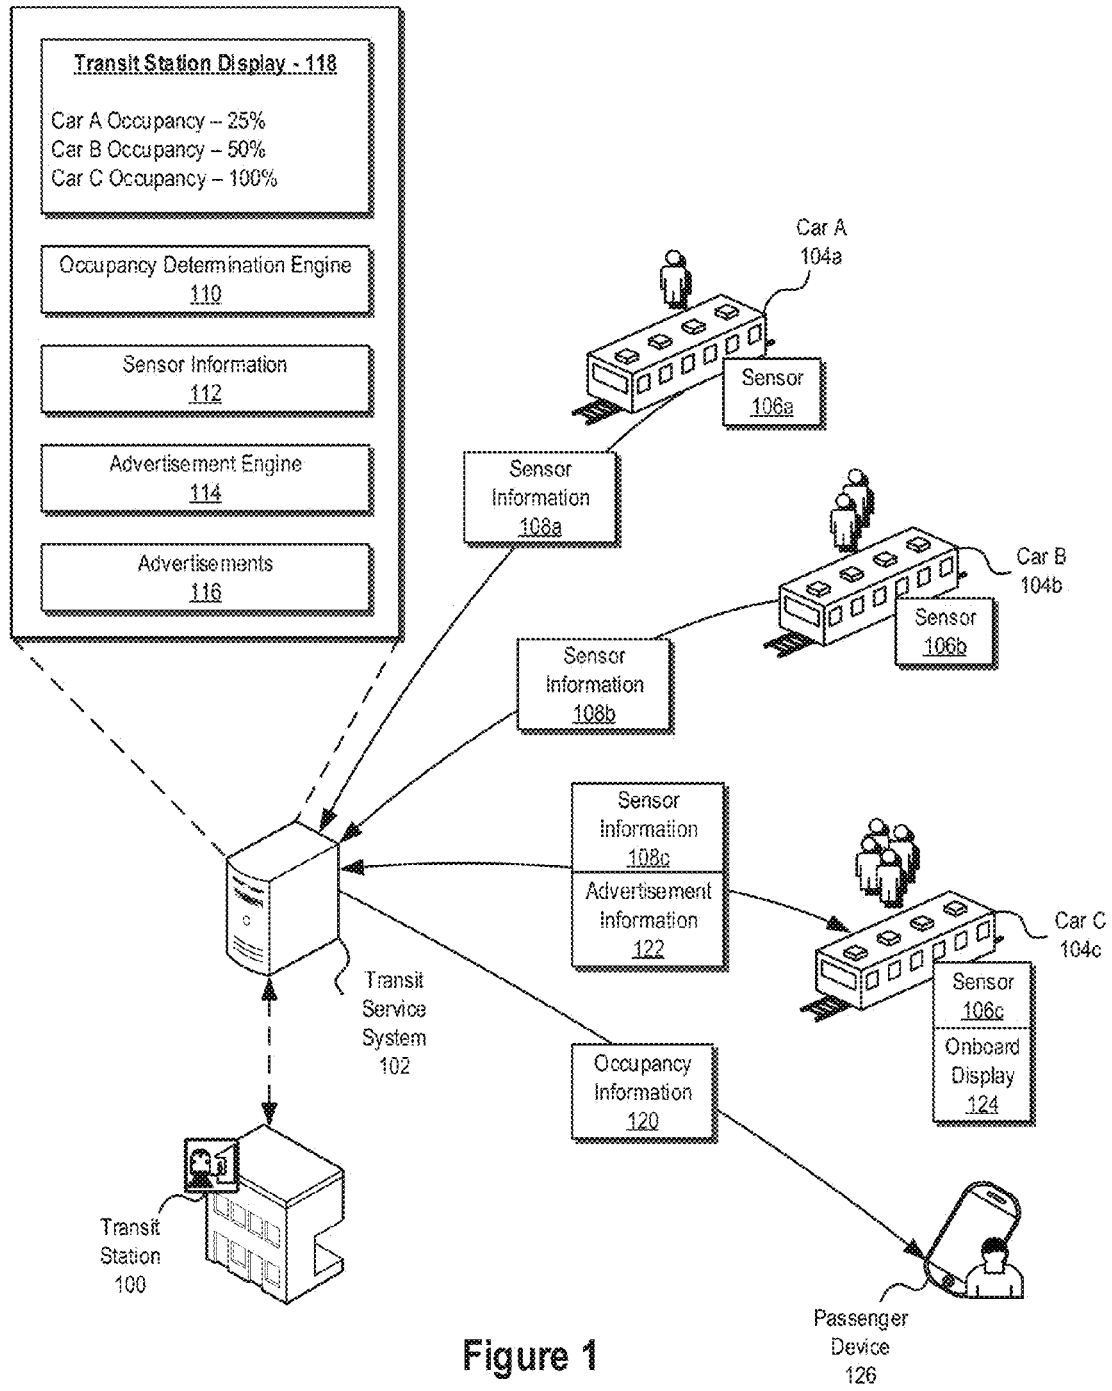 Transit Station Display - 118
Car A Occupancy – 25%
Car B Occupancy – 50%
Car C Occupancy – 100%
Occupancy Determination Engine
110
Sensor Information
112
Advertisement Engine
114
Advertisements
116
Car A
104a
Sensor
106a
Sensor
Information
108a
Car B
104b
Sensor
106b
Sensor
Information
108b
Sensor
Information
108c
Advertisement
Information
122
Car C
104c
Sensor
106c
Onboard
Display
124
Transit
Service
System
102
Occupancy
Information
120
Transit
Station
100
Passenger
Device
126
Figure 1